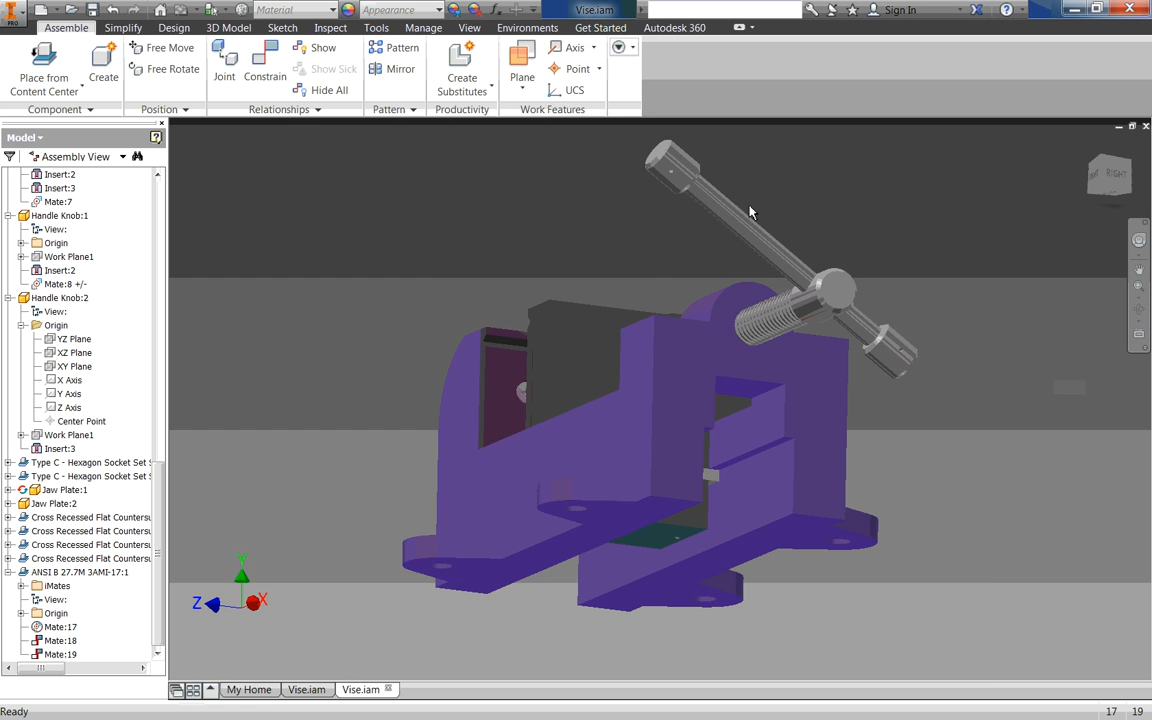 PRO
Material
Appearance
Vise.iam
Sign In
Assemble Simplify Design 3D Model Sketch Inspect Tools Manage View Environments Get Started Autodesk 360
Place from Content Center
Create
Free Move
Free Rotate
Joint
Constrain
Show
Show Sick
Hide All
Pattern
Mirror
Create Substitutes
Plane
Axis
Point
UCS
Component Position Relationships Pattern Productivity Work Features
Model
Assembly View
Insert:2
Insert:3
Mate:7
Handle Knob:1
View:
Origin
Work Plane1
Insert:2
Mate:8 +/-
Handle Knob:2
View:
Origin
YZ Plane
XZ Plane
XY Plane
X Axis
Y Axis
Z Axis
Center Point
Work Plane1
Insert:3
Type C - Hexagon Socket Set S
Type C - Hexagon Socket Set S
Jaw Plate:1
Jaw Plate:2
Cross Recessed Flat Countersu
Cross Recessed Flat Countersu
Cross Recessed Flat Countersu
Cross Recessed Flat Countersu
ANSI B 27.7M 3AMI-17:1
iMates
View:
Origin
Mate:17
Mate:18
Mate:19
RIGHT
Y
Z
X
My Home Vise.iam Vise.iam
Ready
17 19